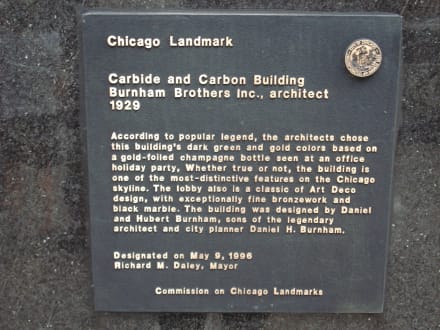 Chicago Landmark
Carbide and Carbon Building
Burnham Brothers Inc., architect
1929
According to popular legend, the architects chose
this building's dark green and gold colors based on
a gold-foiled champagne bottle seen at an office
holiday party, Whether true or not, the building is
one of the most-distinctive features on the Chicago
skyline. The lobby also is a classic of Art Deco
design, with exceptionally fine bronzework and
black marble. The building was designed by Daniel
and Hubert Burnham, sons of the legendary
architect and city planner Daniel H. Burnham.
Designated on May 9, 1996
Richard M. Daley, Mayor
Commission on Chicago Landmarks